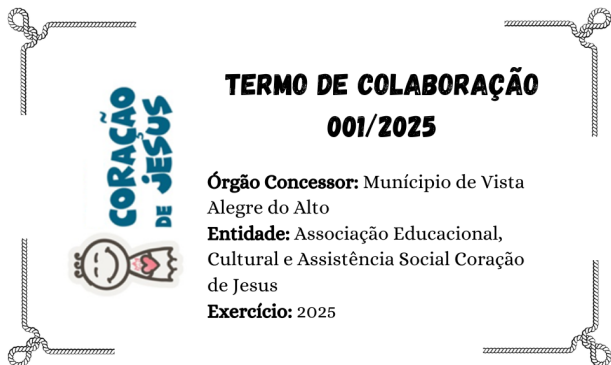 CORAÇÃO
DE JESUS
TERMO DE COLABORAÇÃO
001/2025
Órgão Concessor: Munícipio de Vista
Alegre do Alto
Entidade: Associação Educacional,
Cultural e Assistência Social Coração
de Jesus
Exercício: 2025